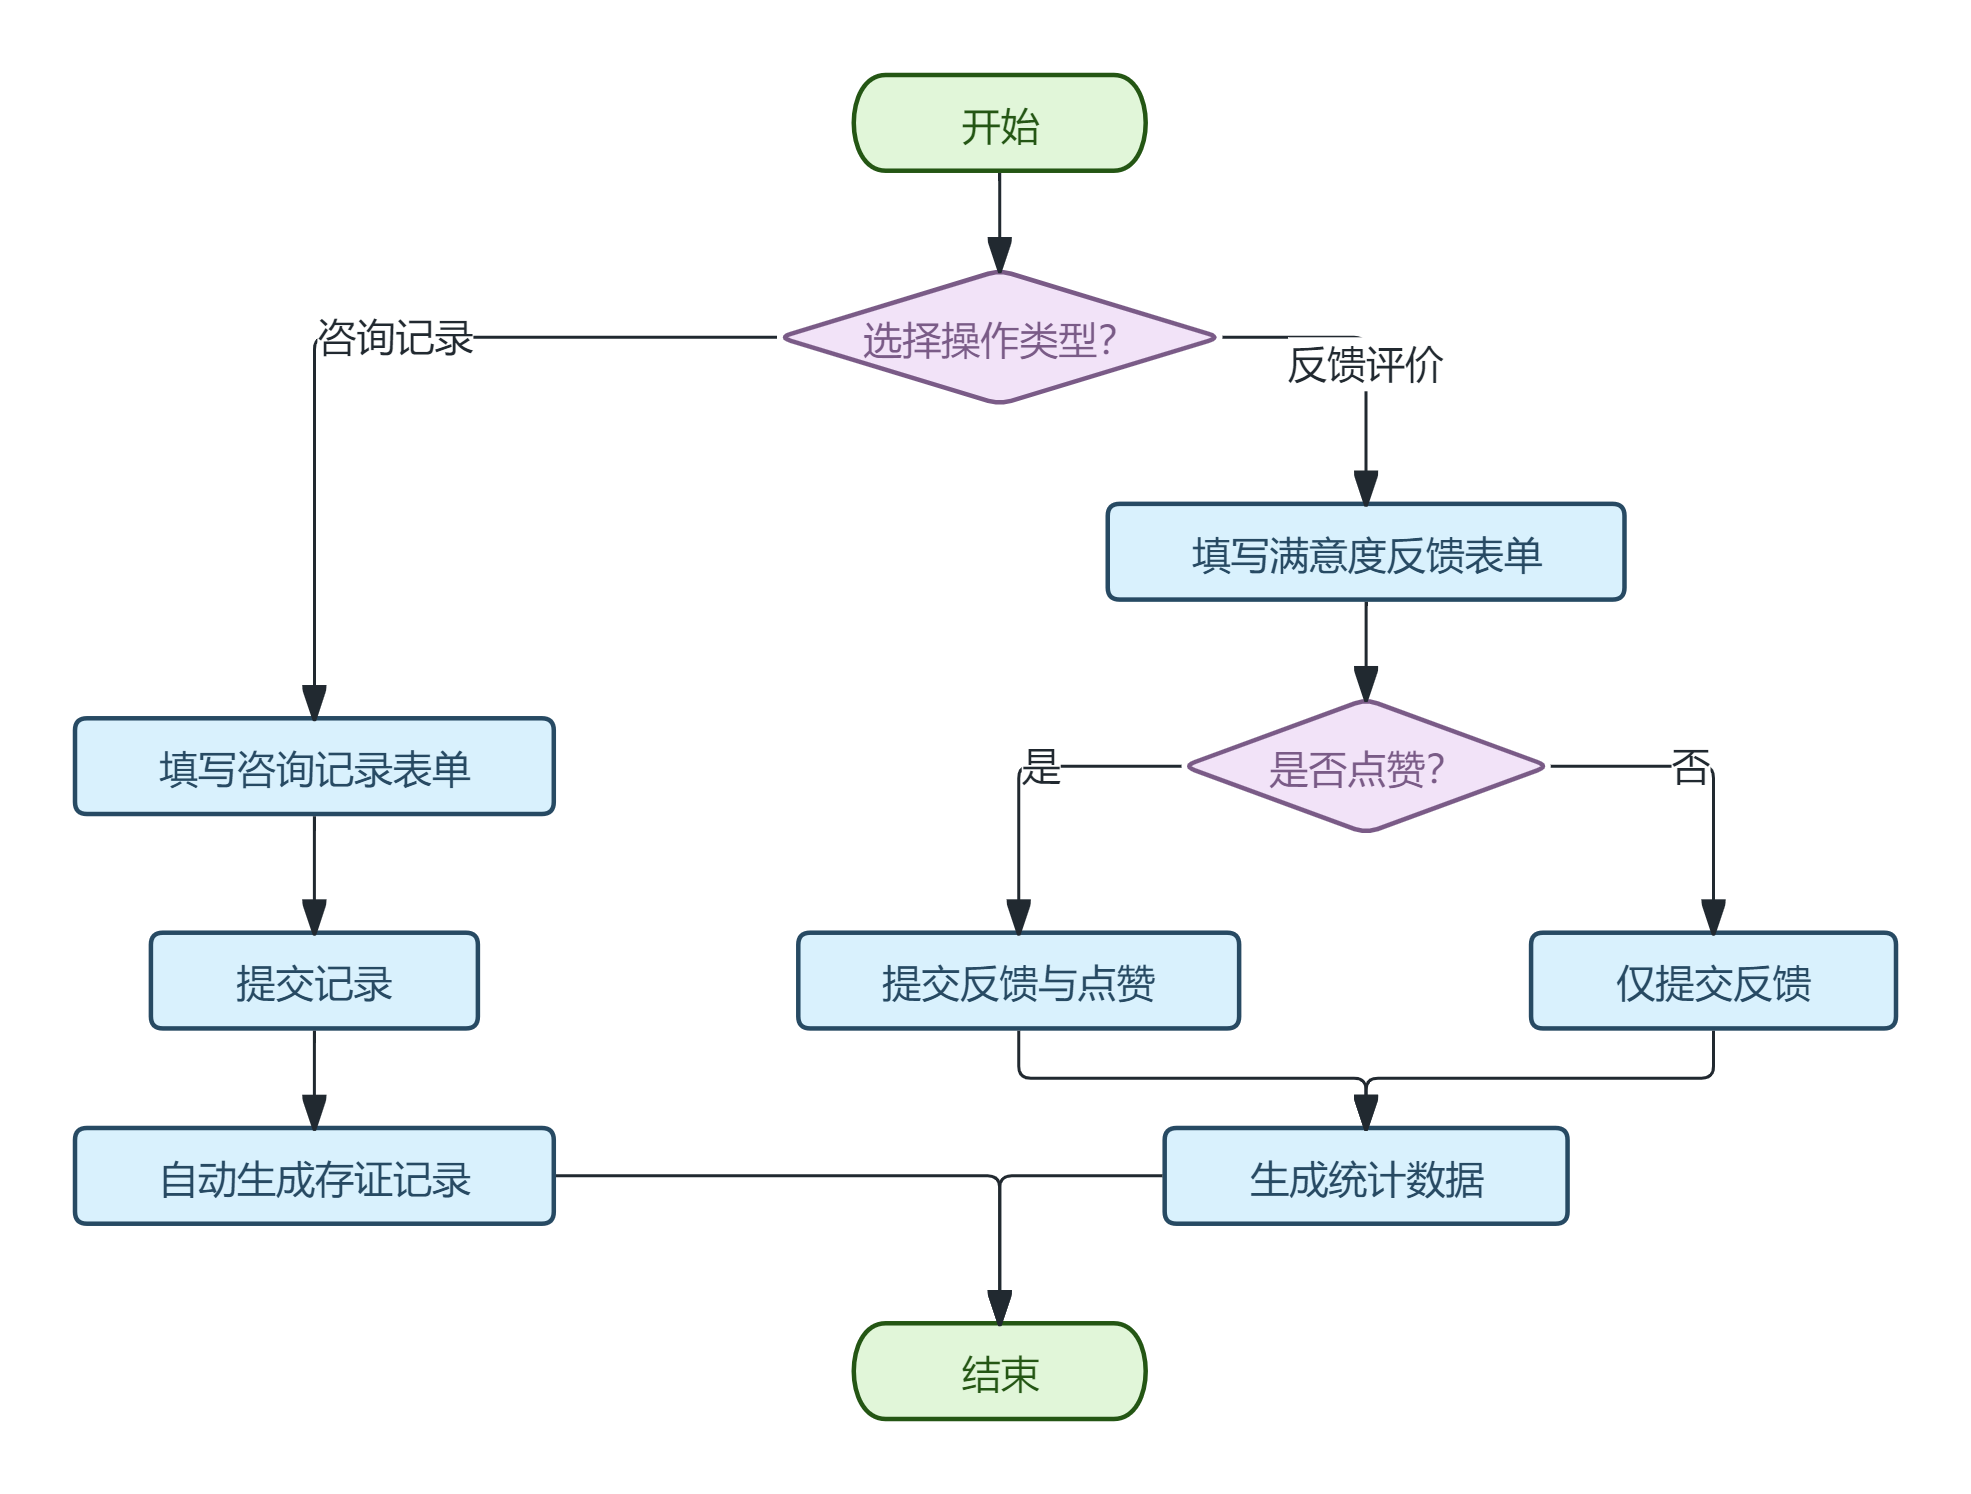 开始
选择操作类型?
咨询记录
反馈评价
填写满意度反馈表单
填写咨询记录表单
是
是否点赞?
否
提交记录
提交反馈与点赞
仅提交反馈
自动生成存证记录
生成统计数据
结束